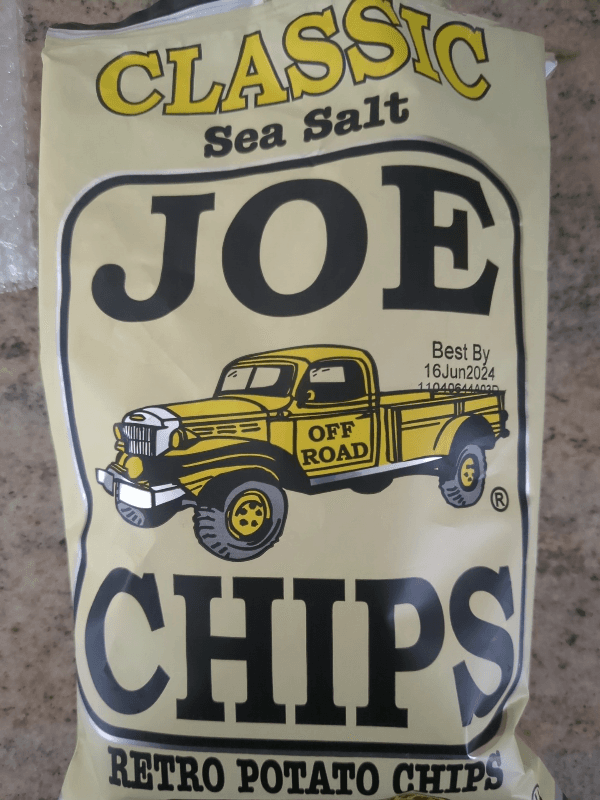 CLASSIC
Sea Salt
JOE
Best By
16Jun2024
OFF
ROAD
®
CHIPS
RETRO POTATO CHIPS